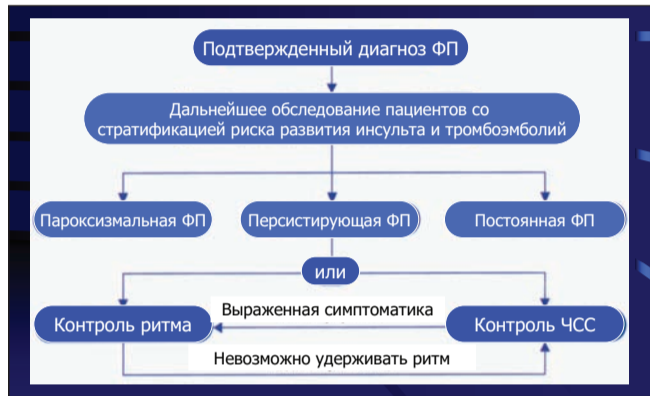 Подтвержденный диагноз ФП
Дальнейшее обследование пациентов со
стратификацией риска развития инсульта и тромбоэмболий
Пароксизмальная ФП
Персистирующая ФП
Постоянная ФП
или
Выраженная симптоматика
Контроль ритма
Контроль ЧСС
Невозможно удерживать ритм